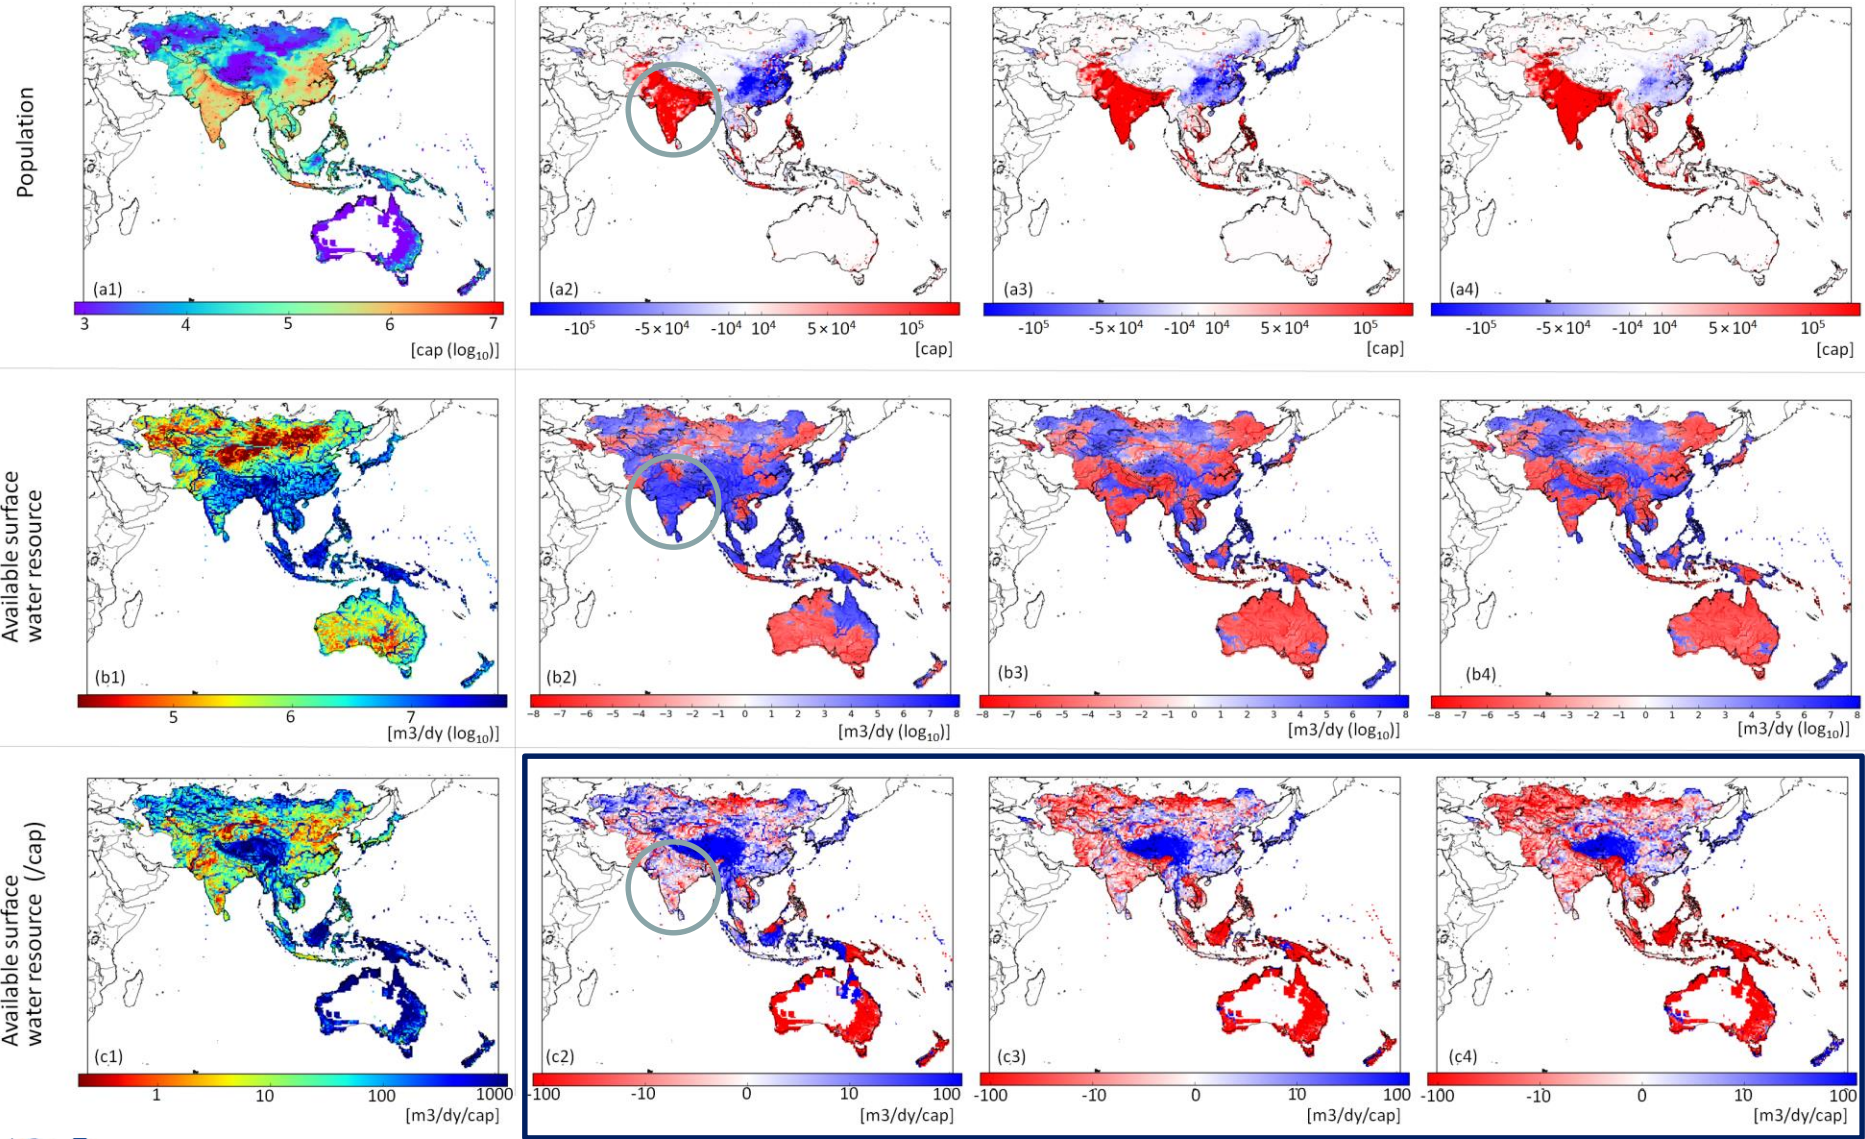 Population
(a1)
3 4 5 6 7
[cap (log₁₀)]
(a2)
-10⁵ -5 x 10⁴ -10⁴ 10⁴ 5 x 10⁴ 10⁵
[cap]
(a3)
-10⁵ -5 x 10⁴ -10⁴ 10⁴ 5 x 10⁴ 10⁵
[cap]
(a4)
-10⁵ -5 x 10⁴ -10⁴ 10⁴ 5 x 10⁴ 10⁵
[cap]
Available surface
water resource
(b1)
5 6 7
[m3/dy (log₁₀)]
(b2)
−8 −7 −6 −5 −4 −3 −2 −1 0 1 2 3 4 5 6 7 8
[m3/dy (log₁₀)]
(b3)
−8 −7 −6 −5 −4 −3 −2 −1 0 1 2 3 4 5 6 7 8
[m3/dy (log₁₀)]
(b4)
−8 −7 −6 −5 −4 −3 −2 −1 0 1 2 3 4 5 6 7 8
[m3/dy (log₁₀)]
Available surface
water resource (/cap)
(c1)
1 10 100 1000
[m3/dy/cap]
(c2)
-100 -10 0 10 100
[m3/dy/cap]
(c3)
-100 -10 0 10 100
[m3/dy/cap]
(c4)
-100 -10 0 10 100
[m3/dy/cap]